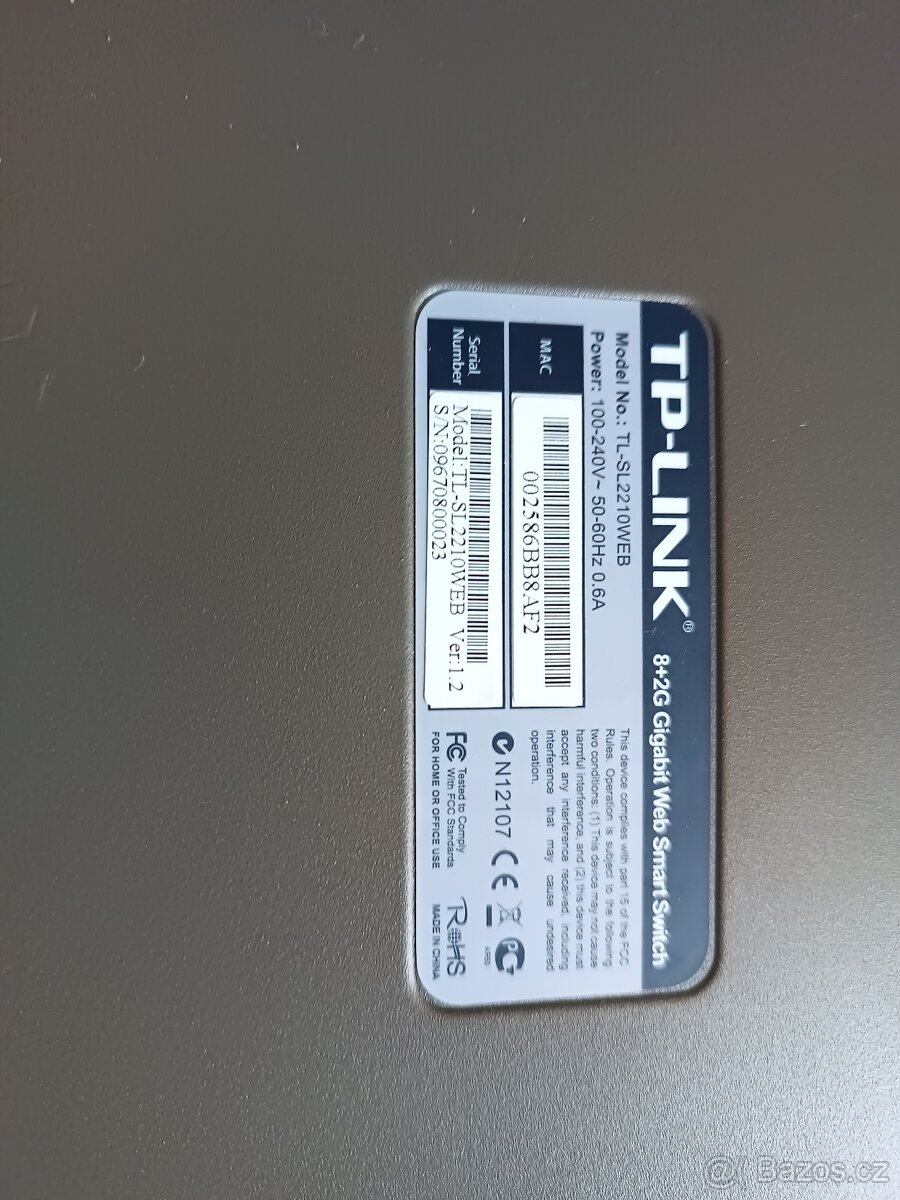 TP-LINK® 8+2G Gigabit Web Smart Switch
Model No.: TL-SL2210WEB
Power: 100-240V~ 50-60Hz 0.6A
MAC
002586BB8AF2
Serial
Number
Model:TL-SL2210WEB Ver:1.2
S/N:09670800023
This device complies with part 15 of the FCC
Rules. Operation is subject to the following
two conditions: (1) This device may not cause
harmful interference, and (2) this device must
accept any interference received, including
interference that may cause undesired
operation.
N12107 CE
FC Tested to Comply
With FCC Standards
FOR HOME OR OFFICE USE
RoHS
MADE IN CHINA
Bazos.cz